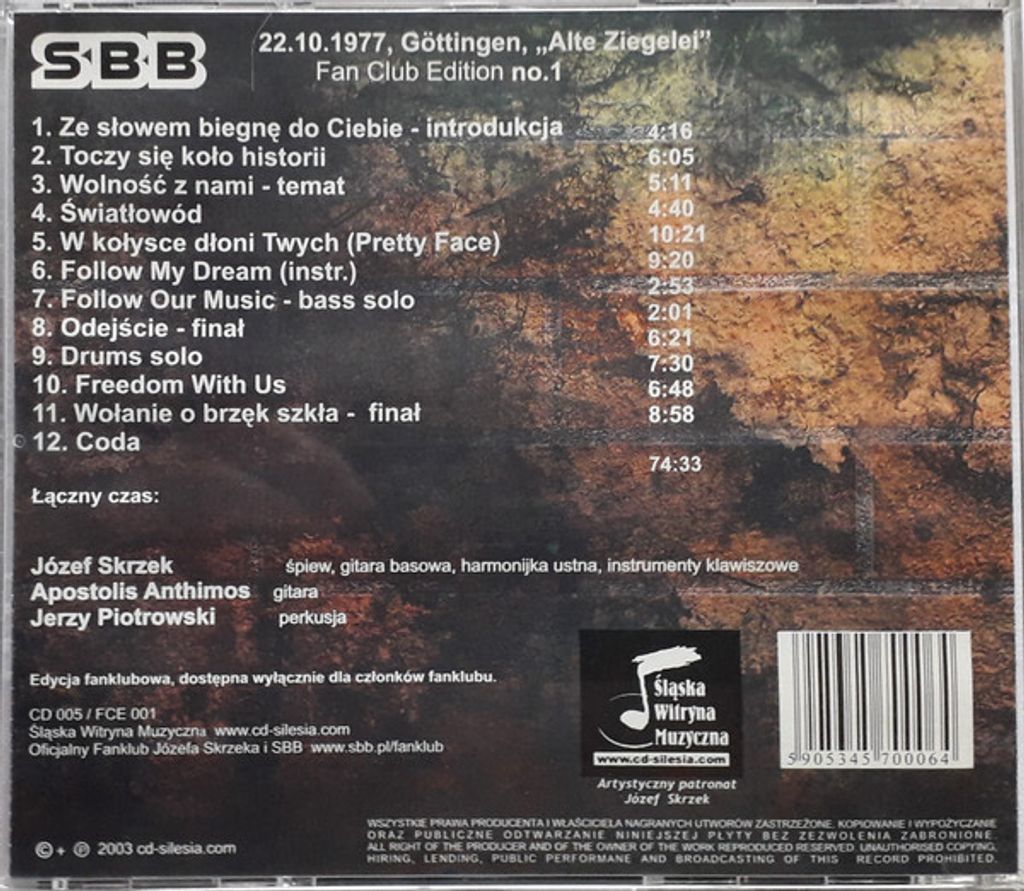 SBB
22.10.1977, Göttingen, „Alte Ziegelei”
Fan Club Edition no.1
1. Ze słowem biegnę do Ciebie - introdukcja 4:16
2. Toczy się koło historii 6:05
3. Wolność z nami - temat 5:11
4. Światłowód 4:40
5. W kołysce dłoni Twych (Pretty Face) 10:21
6. Follow My Dream (instr.) 9:20
7. Follow Our Music - bass solo 2:53
8. Odejście - finał 2:01
9. Drums solo 6:21
10. Freedom With Us 7:30
11. Wołanie o brzęk szkła - finał 6:48
12. Coda 8:58
Łączny czas: 74:33
Józef Skrzek śpiew, gitara basowa, harmonijka ustna, instrumenty klawiszowe
Apostolis Anthimos gitara
Jerzy Piotrowski perkusja
Edycja fanklubowa, dostępna wyłącznie dla członków fanklubu.
CD 005 / FCE 001
Śląska Witryna Muzyczna www.cd-silesia.com
Oficjalny Fanklub Józefa Skrzeka i SBB www.sbb.pl/fanklub
Śląska
Witryna
Muzyczna
www.cd-silesia.com
Artystyczny patronat
Józef Skrzek
5 905345 700064
© + ℗ 2003 cd-silesia.com
WSZYSTKIE PRAWA PRODUCENTA I WŁAŚCICIELA NAGRANYCH UTWORÓW ZASTRZEŻONE. KOPIOWANIE I WYPOŻYCZANIE
ORAZ PUBLICZNE ODTWARZANIE NINIEJSZEJ PŁYTY BEZ ZEZWOLENIA ZABRONIONE.
ALL RIGHT OF THE PRODUCER AND OF THE OWNER OF THE WORK REPRODUCED RESERVED. UNAUTHORISED COPYING,
HIRING, LENDING, PUBLIC PERFORMANE AND BROADCASTING OF THIS RECORD PROHIBITED.